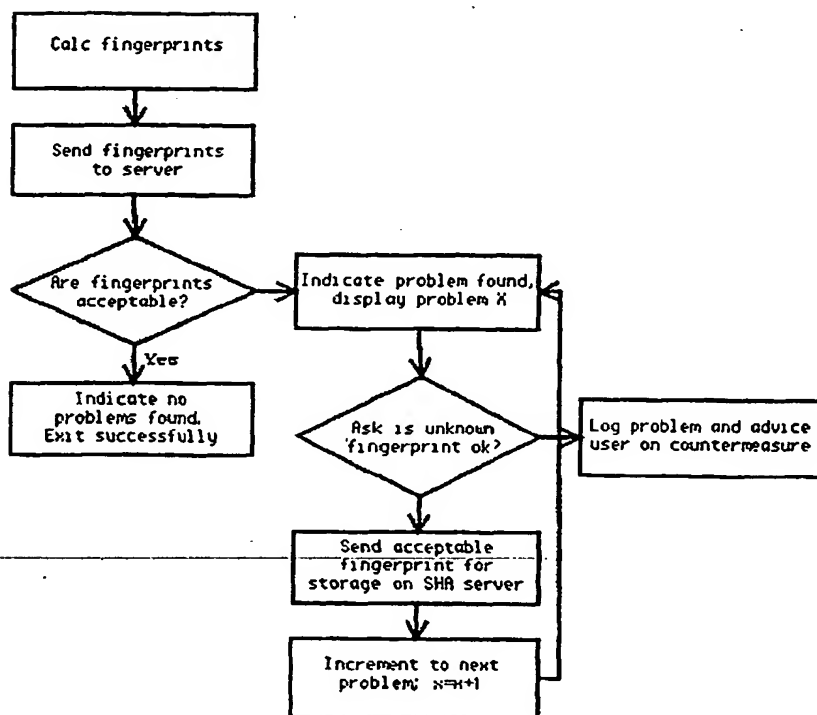 Calc fingerprints
Send fingerprints
to server
Are fingerprints
acceptable?
Yes
Indicate no
problems found.
Exit successfully
Indicate problem found,
display problem X
Ask is unknown
'fingerprint ok?
Log problem and advice
user on countermeasure
Send acceptable
fingerprint for
storage on SHA server
Increment to next
problem; x=x+1